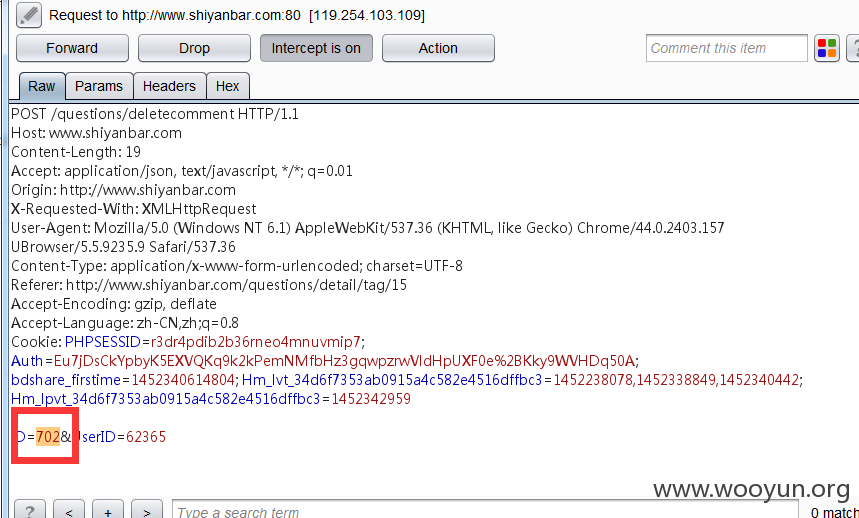 Request to http://www.shiyanbar.com:80 [119.254.103.109]
Forward Drop Intercept is on Action Comment this item ?
Raw Params Headers Hex
POST /questions/deletecomment HTTP/1.1
Host: www.shiyanbar.com
Content-Length: 19
Accept: application/json, text/javascript, */*; q=0.01
Origin: http://www.shiyanbar.com
X-Requested-With: XMLHttpRequest
User-Agent: Mozilla/5.0 (Windows NT 6.1) AppleWebKit/537.36 (KHTML, like Gecko) Chrome/44.0.2403.157
UBrowser/5.5.9235.9 Safari/537.36
Content-Type: application/x-www-form-urlencoded; charset=UTF-8
Referer: http://www.shiyanbar.com/questions/detail/tag/15
Accept-Encoding: gzip, deflate
Accept-Language: zh-CN,zh;q=0.8
Cookie: PHPSESSID=r3dr4pdib2b36rneo4mnuvmip7;
Auth=Eu7jDsCkYpbyK5EXVQKq9k2kPemNMfbHz3gqwpzrwVldHpUXF0e%2BKky9WVHDq50A;
bdshare_firstime=1452340614804; Hm_lvt_34d6f7353ab0915a4c582e4516dffbc3=1452238078,1452338849,1452340442;
Hm_lpvt_34d6f7353ab0915a4c582e4516dffbc3=1452342959
ID=702&UserID=62365
www.wooyun.org
? < + > Type a search term 0 match